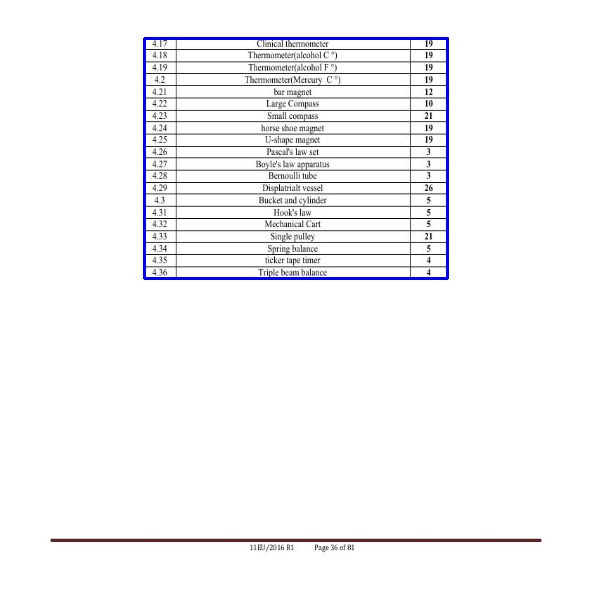 4.17 Clinical thermometer 19
4.18 Thermometer(alcohol C °) 19
4.19 Thermometer(alcohol F °) 19
4.2 Thermometer(Mercury C °) 19
4.21 bar magnet 12
4.22 Large Compass 10
4.23 Small compass 21
4.24 horse shoe magnet 19
4.25 U-shape magnet 19
4.26 Pascal's law set 3
4.27 Boyle's law apparatus 3
4.28 Bernoulli tube 3
4.29 Displatrialt vessel 26
4.3 Bucket and cylinder 5
4.31 Hook's law 5
4.32 Mechanical Cart 5
4.33 Single pulley 21
4.34 Spring balance 5
4.35 ticker tape timer 4
4.36 Triple beam balance 4
11EU/2016 R1 Page 36 of 81